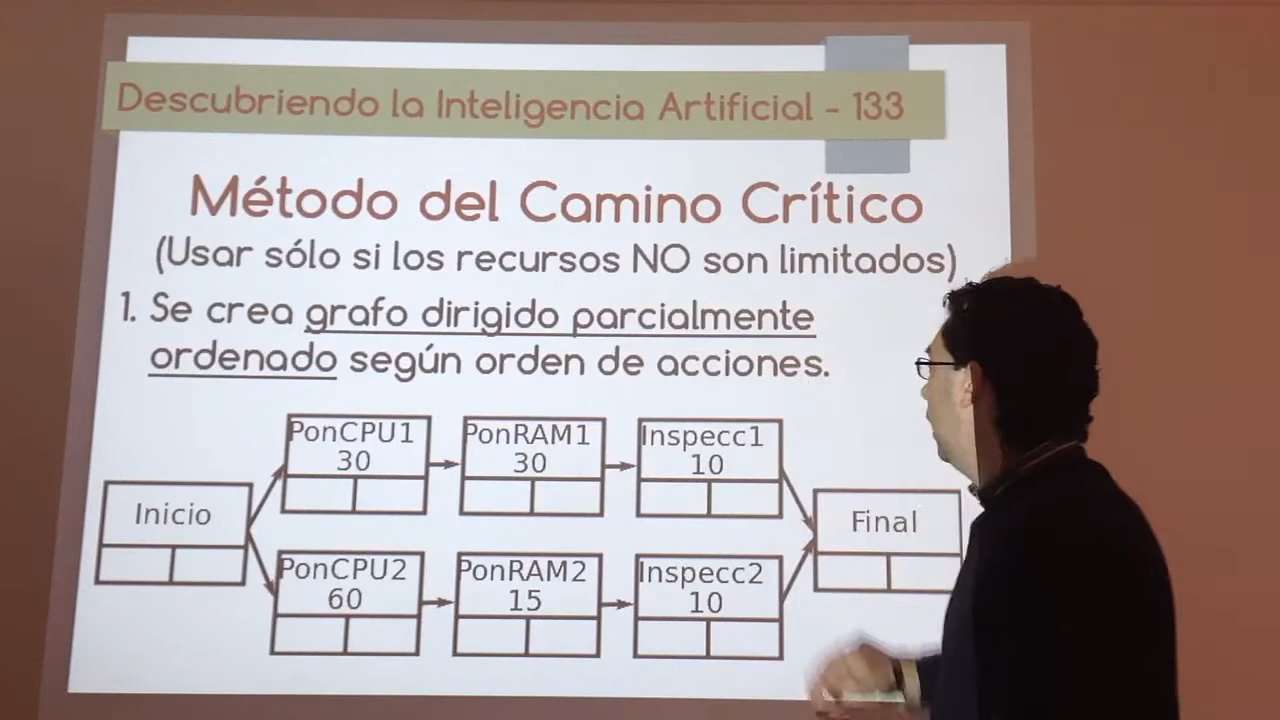 Descubriendo la Inteligencia Artificial - 133
Método del Camino Crítico
(Usar sólo si los recursos NO son limitados)
1. Se crea grafo dirigido parcialmente
ordenado según orden de acciones.
Inicio
PonCPU1
30
PonRAM1
30
Inspecc1
10
PonCPU2
60
PonRAM2
15
Inspecc2
10
Final